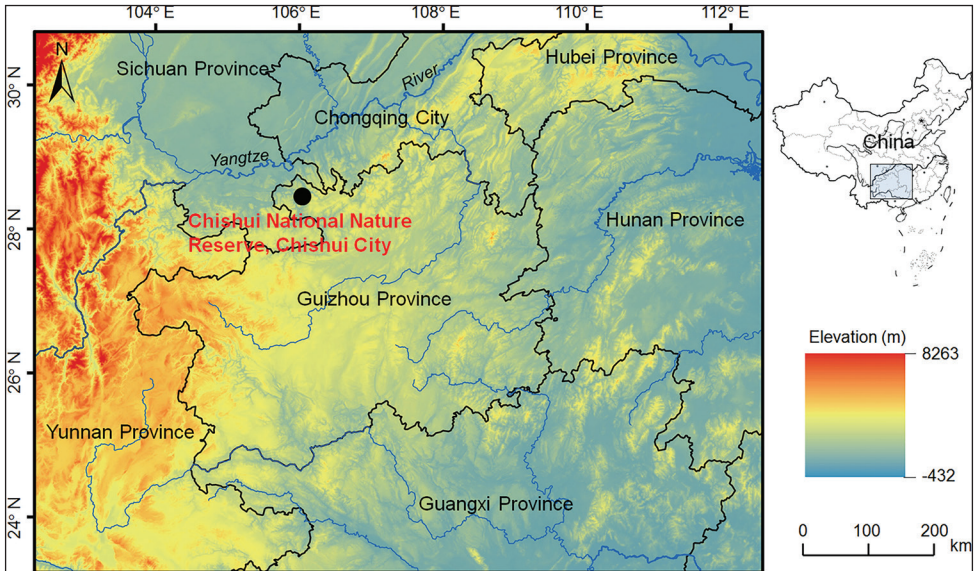 104° E
106° E
108° E
110° E
112° E
N
30° N
28° N
26° N
24° N
Sichuan Province
Hubei Province
River
Chongqing City
Yangtze
Chishui National Nature
Reserve, Chishui City
Hunan Province
Guizhou Province
Yunnan Province
Guangxi Province
China
Elevation (m)
8263
-432
0 100 200
km